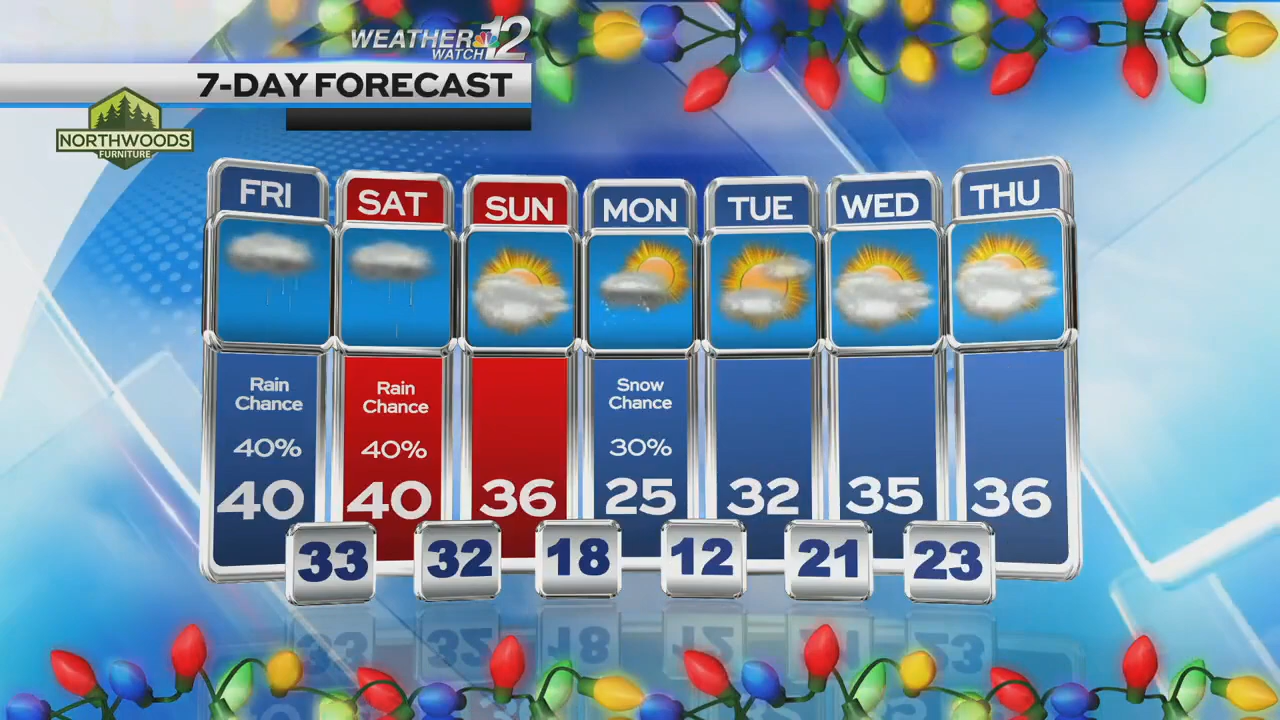 WEATHER
WATCH 12
7-DAY FORECAST
NORTHWOODS
FURNITURE
FRI SAT SUN MON TUE WED THU
Rain
Chance
40%
40
Rain
Chance
40%
40
36
Snow
Chance
30%
25
32
35
36
33 32 18 12 21 23